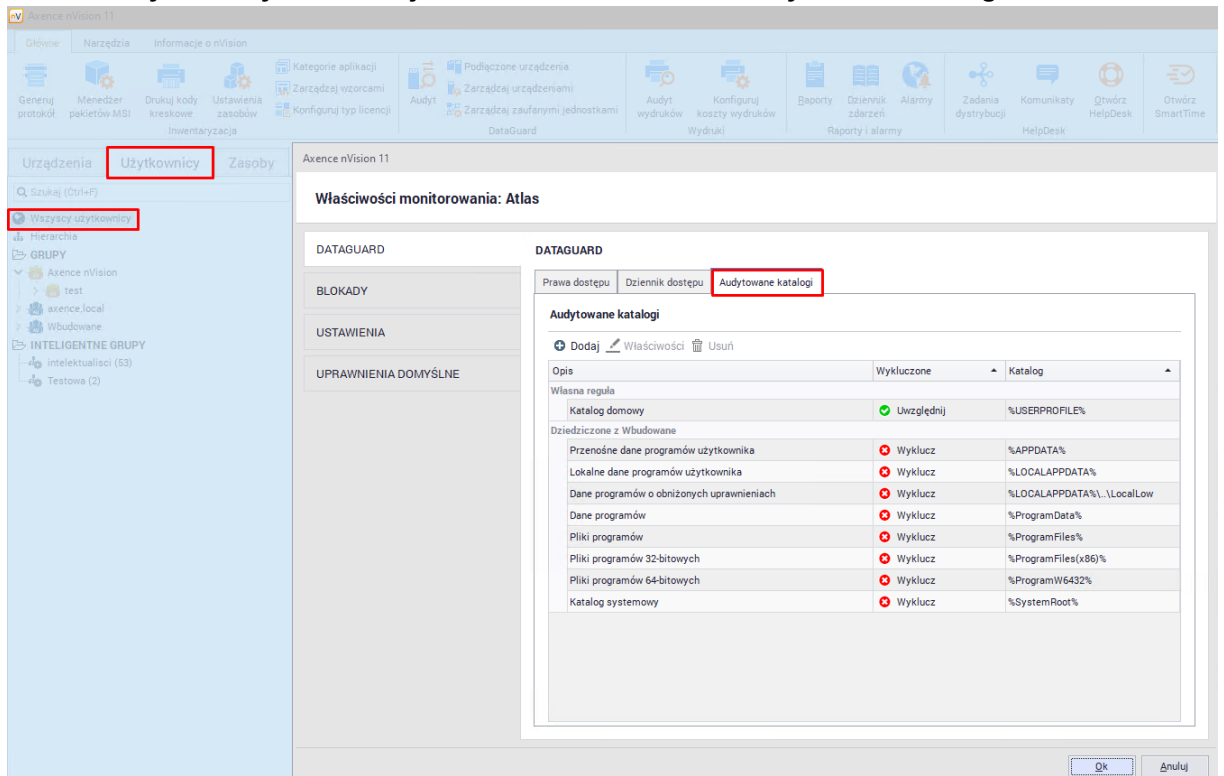 Axence nVision 11
Główne Narzędzia Informacje o nVision
Generuj protokół
Menedżer pakietów MSI
Drukuj kody kreskowe
Ustawienia zasobów
Kategorie aplikacji
Zarządzaj wzorcami
Konfiguruj typ licencji
Inwentaryzacja
Audyt
Podłączone urządzenia
Zarządzaj urządzeniami
Zarządzaj zaufanymi jednostkami
DataGuard
Audyt wydruków
Konfiguruj koszty wydruków
Wydruki
Raporty
Dziennik zdarzeń
Alarmy
Raporty i alarmy
Zadania dystrybucji
Komunikaty
Otwórz HelpDesk
HelpDesk
Otwórz SmartTime
Urządzenia Użytkownicy Zasoby
Szukaj (Ctrl+F)
Wszyscy użytkownicy
Hierarchia
GRUPY
Axence nVision
test
axence.local
Wbudowane
INTELIGENTNE GRUPY
intelektualisci (53)
Testowa (2)
Axence nVision 11
Właściwości monitorowania: Atlas
DATAGUARD
BLOKADY
USTAWIENIA
UPRAWNIENIA DOMYŚLNE
DATAGUARD
Prawa dostępu Dziennik dostępu Audytowane katalogi
Audytowane katalogi
Dodaj Właściwości Usuń
Opis Wykluczone Katalog
Własna reguła
Katalog domowy Uwzględnij %USERPROFILE%
Dziedziczone z Wbudowane
Przenośne dane programów użytkownika Wyklucz %APPDATA%
Lokalne dane programów użytkownika Wyklucz %LOCALAPPDATA%
Dane programów o obniżonych uprawnieniach Wyklucz %LOCALAPPDATA%\..\LocalLow
Dane programów Wyklucz %ProgramData%
Pliki programów Wyklucz %ProgramFiles%
Pliki programów 32-bitowych Wyklucz %ProgramFiles(x86)%
Pliki programów 64-bitowych Wyklucz %ProgramW6432%
Katalog systemowy Wyklucz %SystemRoot%
Ok Anuluj